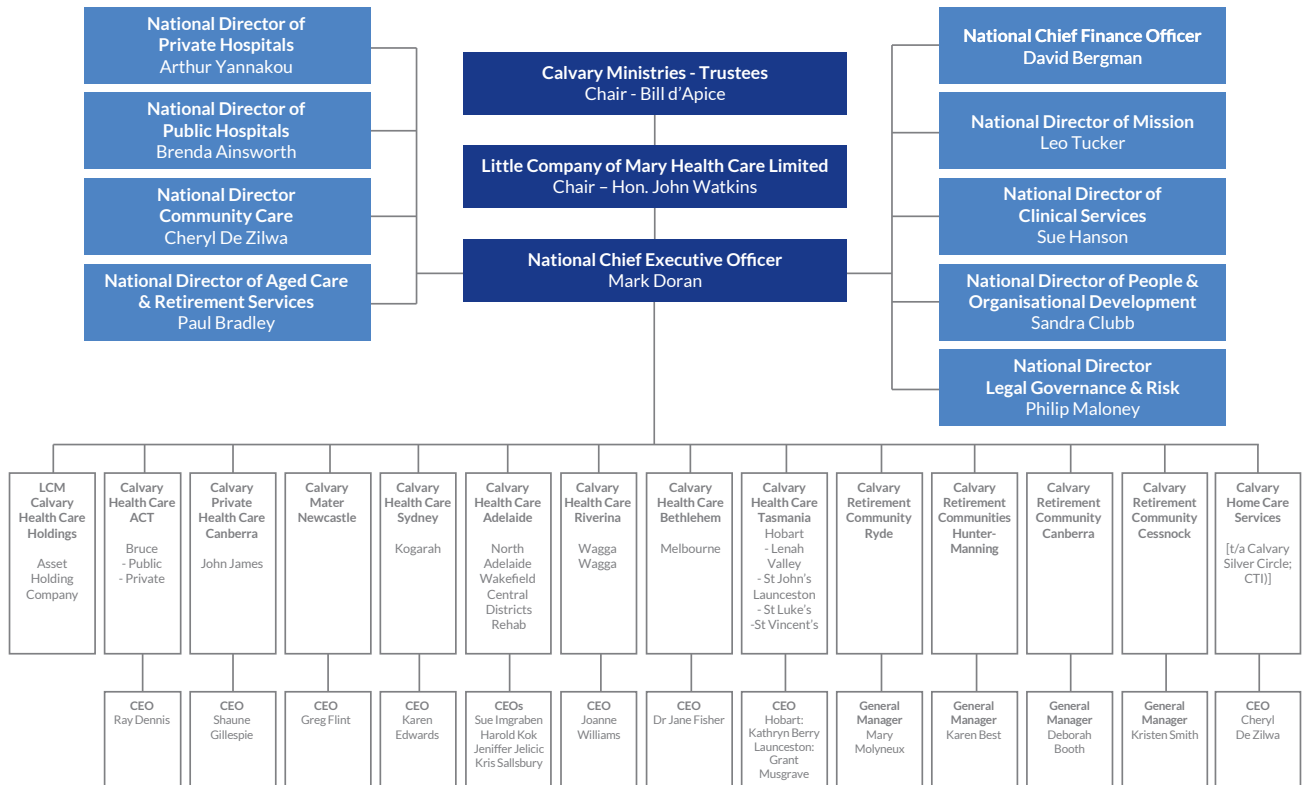 National Director of
Private Hospitals
Arthur Yannakou
National Director of
Public Hospitals
Brenda Ainsworth
National Director
Community Care
Cheryl De Zilwa
National Director of Aged Care
& Retirement Services
Paul Bradley
Calvary Ministries - Trustees
Chair - Bill d’Apice
Little Company of Mary Health Care Limited
Chair – Hon. John Watkins
National Chief Executive Officer
Mark Doran
National Chief Finance Officer
David Bergman
National Director of Mission
Leo Tucker
National Director of
Clinical Services
Sue Hanson
National Director of People &
Organisational Development
Sandra Clubb
National Director
Legal Governance & Risk
Philip Maloney
LCM
Calvary
Health Care
Holdings
Asset
Holding
Company
Calvary
Health Care
ACT
Bruce
- Public
- Private
Calvary
Private
Health Care
Canberra
John James
Calvary
Mater
Newcastle
Calvary
Health Care
Sydney
Kogarah
Calvary
Health Care
Adelaide
North
Adelaide
Wakefield
Central
Districts
Rehab
Calvary
Health Care
Riverina
Wagga
Wagga
Calvary
Health Care
Bethlehem
Melbourne
Calvary
Health Care
Tasmania
Hobart
- Lenah
Valley
- St John’s
Launceston
- St Luke’s
-St Vincent’s
Calvary
Retirement
Community
Ryde
Calvary
Retirement
Communities
Hunter-
Manning
Calvary
Retirement
Community
Canberra
Calvary
Retirement
Community
Cessnock
Calvary
Home Care
Services
[t/a Calvary
Silver Circle;
CTI)]
CEO
Ray Dennis
CEO
Shaune
Gillespie
CEO
Greg Flint
CEO
Karen
Edwards
CEOs
Sue Imgraben
Harold Kok
Jeniffer Jelicic
Kris Sallsbury
CEO
Joanne
Williams
CEO
Dr Jane Fisher
CEO
Hobart:
Kathryn Berry
Launceston:
Grant
Musgrave
General
Manager
Mary
Molyneux
General
Manager
Karen Best
General
Manager
Deborah
Booth
General
Manager
Kristen Smith
CEO
Cheryl
De Zilwa